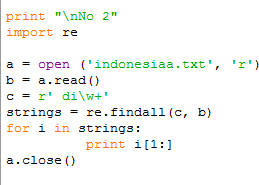 print "\nNo 2"
import re

a = open ('indonesiaa.txt', 'r')
b = a.read()
c = r' di\w+'
strings = re.findall(c, b)
for i in strings:
        print i[1:]
a.close()